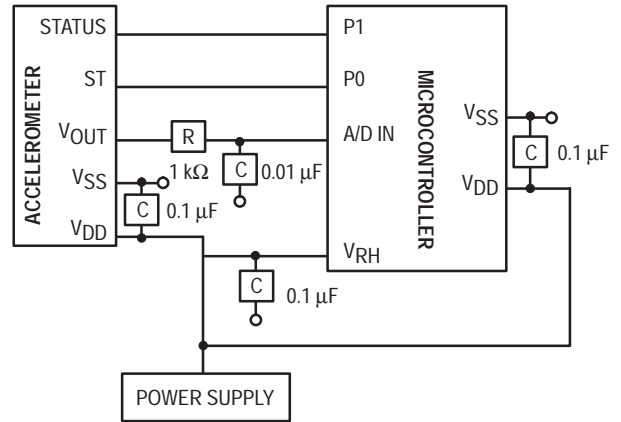 STATUS
ST
VOUT
VSS
VDD
ACCELEROMETER
R
1 kΩ
C
0.01 µF
C
0.1 µF
P1
P0
A/D IN
VRH
MICROCONTROLLER
VSS
VDD
C
0.1 µF
C
0.1 µF
POWER SUPPLY